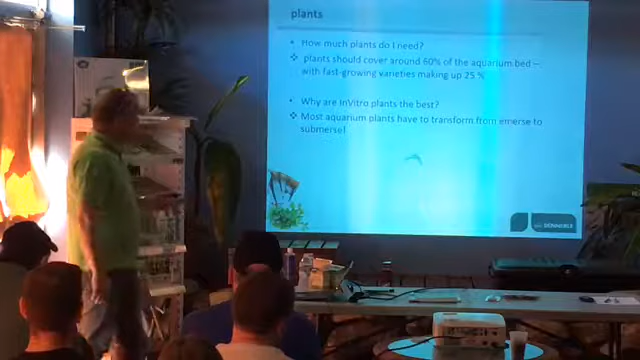 plants
• How much plants do I need?
❖ plants should cover around 60% of the aquarium bed –
with fast-growing varieties making up 25 %
• Why are InVitro plants the best?
❖ Most aquarium plants have to transform from emerse to
submerse!
DENNERLE